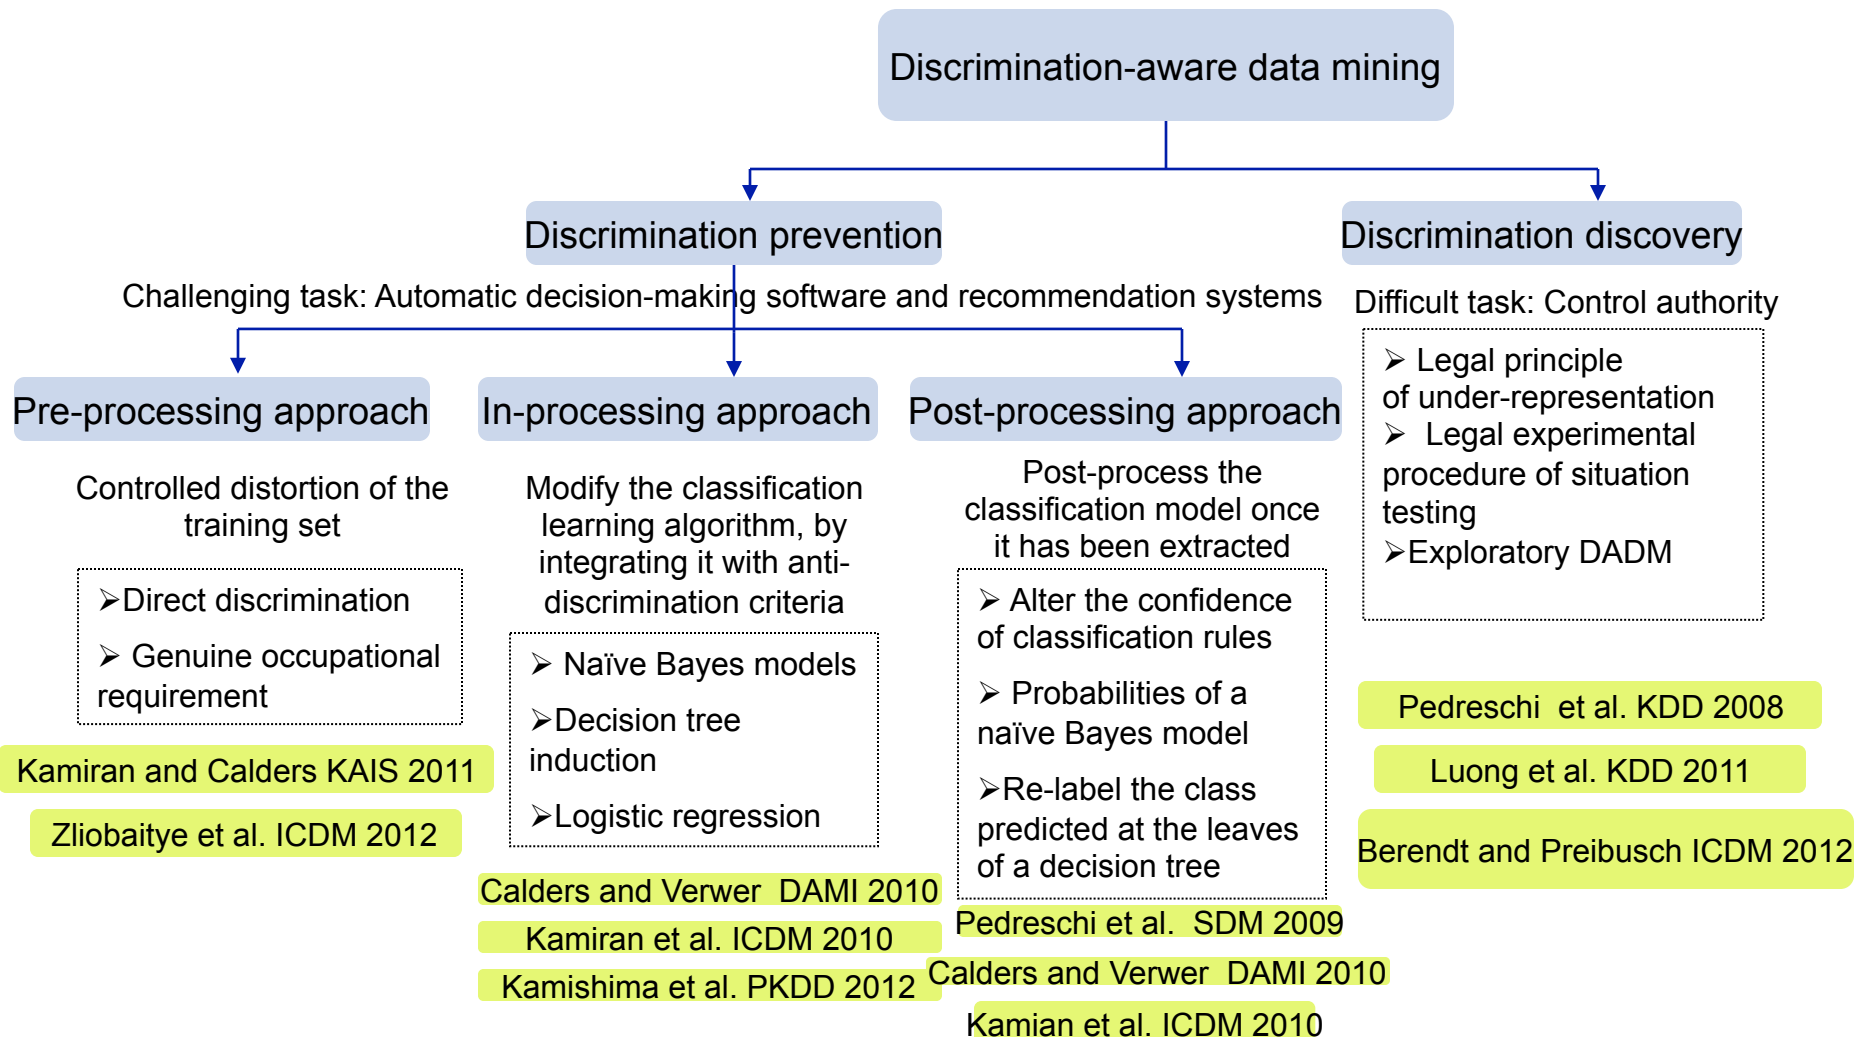 Discrimination-aware data mining
Discrimination prevention
Discrimination discovery
Challenging task: Automatic decision-making software and recommendation systems
Difficult task: Control authority
➢ Legal principle
of under-representation
➢ Legal experimental
procedure of situation
testing
➢Exploratory DADM
Pedreschi et al. KDD 2008
Luong et al. KDD 2011
Berendt and Preibusch ICDM 2012
Pre-processing approach
Controlled distortion of the
training set
➢Direct discrimination
➢ Genuine occupational
requirement
Kamiran and Calders KAIS 2011
Zliobaitye et al. ICDM 2012
In-processing approach
Modify the classification
learning algorithm, by
integrating it with anti-
discrimination criteria
➢ Naïve Bayes models
➢Decision tree
induction
➢Logistic regression
Calders and Verwer DAMI 2010
Kamiran et al. ICDM 2010
Kamishima et al. PKDD 2012
Post-processing approach
Post-process the
classification model once
it has been extracted
➢ Alter the confidence
of classification rules
➢ Probabilities of a
naïve Bayes model
➢Re-label the class
predicted at the leaves
of a decision tree
Pedreschi et al. SDM 2009
Calders and Verwer DAMI 2010
Kamian et al. ICDM 2010